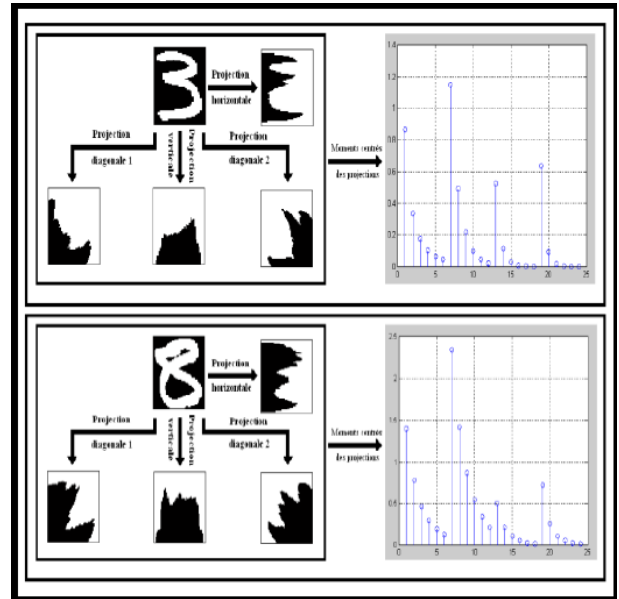 3
Projection
horizontale
Projection
diagonale 1
Projection
verticale
Projection
diagonale 2
Moments centrés
des projections
1.4
1.2
1
0.8
0.6
0.4
0.2
0
0 5 10 15 20 25
8
Projection
horizontale
Projection
diagonale 1
Projection
verticale
Projection
diagonale 2
Moments centrés
des projections
2.5
2
1.5
1
0.5
0
0 5 10 15 20 25